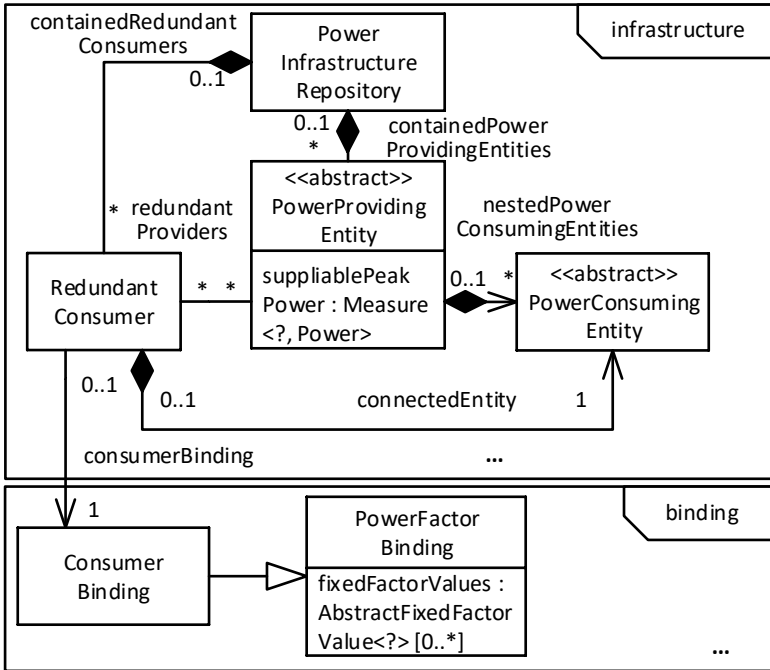 containedRedundant
Consumers
0..1
Power
Infrastructure
Repository
infrastructure
0..1
*
containedPower
ProvidingEntities
<<abstract>>
PowerProviding
Entity
suppliablePeak
Power : Measure
<?, Power>
*
redundant
Providers
nestedPower
ConsumingEntities
0..1
*
<<abstract>>
PowerConsuming
Entity
Redundant
Consumer
*
*
0..1
0..1
connectedEntity
1
consumerBinding
...
1
Consumer
Binding
PowerFactor
Binding
fixedFactorValues :
AbstractFixedFactor
Value<?> [0..*]
binding
...